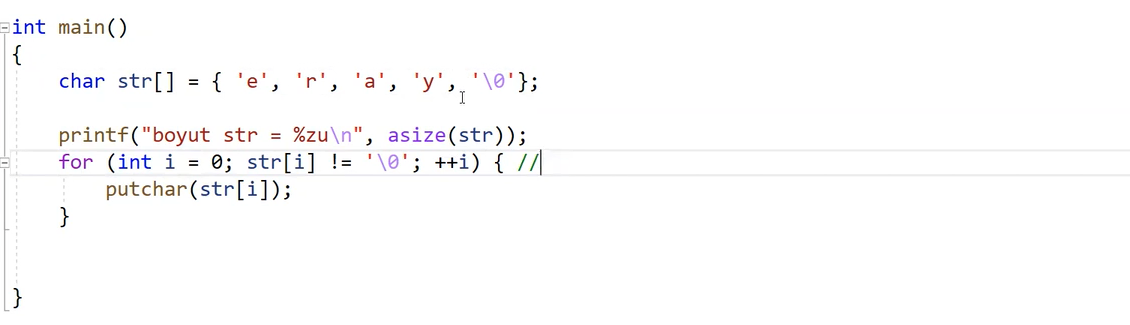 int main()
{
    char str[] = { 'e', 'r', 'a', 'y', '\0'};
    printf("boyut str = %zu\n", asize(str));
    for (int i = 0; str[i] != '\0'; ++i) { //
        putchar(str[i]);
    }
}